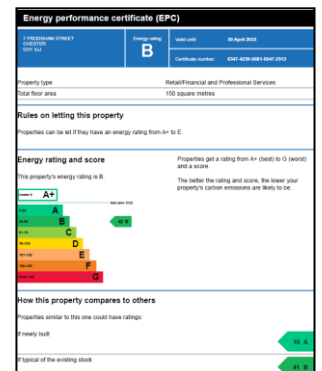 Energy performance certificate (EPC)
7 FRODSHAM STREET
CHESTER
CH1 3JJ
Energy rating
B
Valid until: 30 April 2033
Certificate number:
Property type Retail/Financial and Professional Services
Total floor area 150 square metres
Rules on letting this property
Properties can be let if they have an energy rating from A+ to E.
Energy rating and score
This property's energy rating is B.
Properties get a rating from A+ (best) to G (worst)
and a score.
The better the rating and score, the lower your
property's carbon emissions are likely to be.
A+
A
B
C
D
E
F
G
How this property compares to others
Properties similar to this one could have ratings:
If newly built
10 A
If typical of the existing stock
41 B